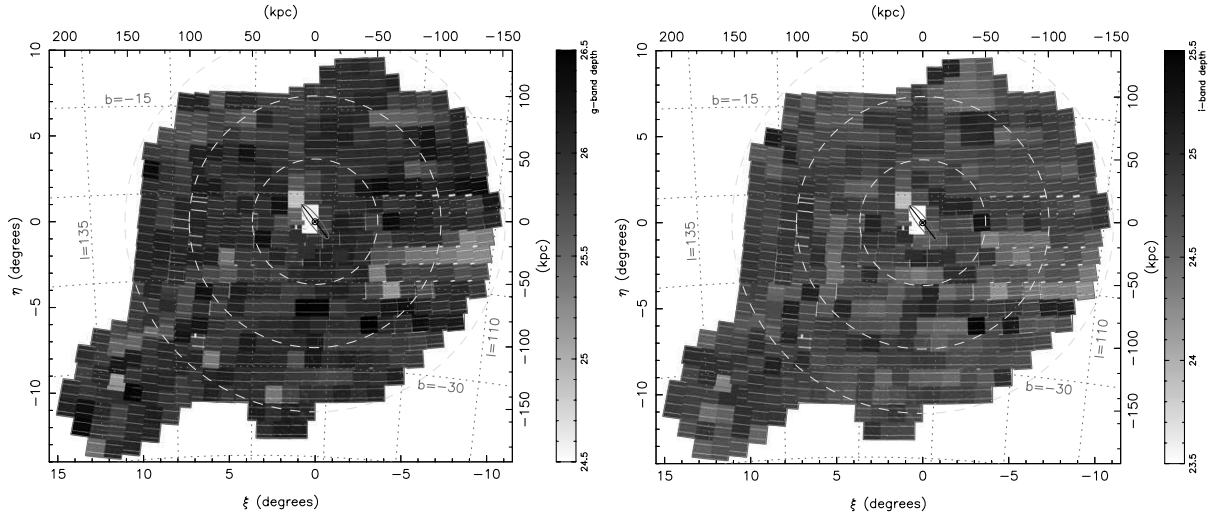 (kpc) (kpc)
200 150 100 50 0 −50 −100 −150 200 150 100 50 0 −50 −100 −150
10 26.5 10 25.5
b=−15 100 g−band depth b=−15 100 i−band depth
5 26 5 25
50 50
0 0 0 0
l=135 25.5 l=135 24.5
η (degrees) (kpc) η (degrees) (kpc)
−5 −50 −5 −50
l=110 l=110
−100 25 −100 24
−10 b=−30 −10 b=−30
−150 −150
24.5 23.5
15 10 5 0 −5 −10 15 10 5 0 −5 −10
ξ (degrees) ξ (degrees)